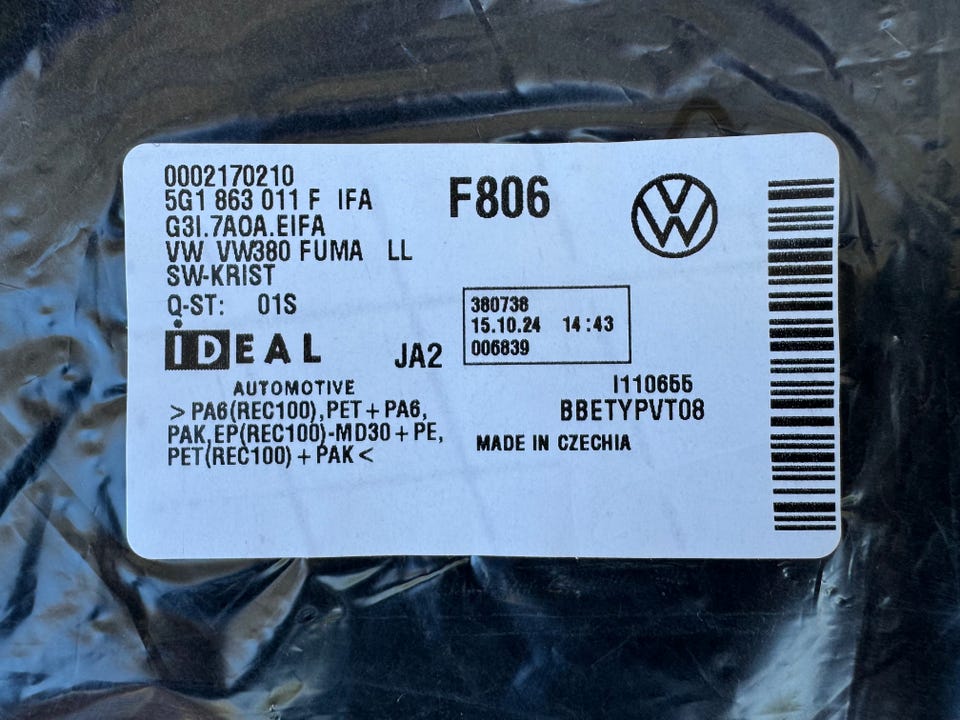 0002170210
5G1 863 011 F IFA
G3I.7AOA.EIFA
VW VW380 FUMA LL
SW-KRIST
Q-ST: 01S
F806
VW
380738
15.10.24 14:43
006839
IDEAL
AUTOMOTIVE
JA2
>PA6(REC100),PET+PA6,
PAK,EP(REC100)-MD30+PE,
PET(REC100)+PAK<
I110655
BBETYPVT08
MADE IN CZECHIA